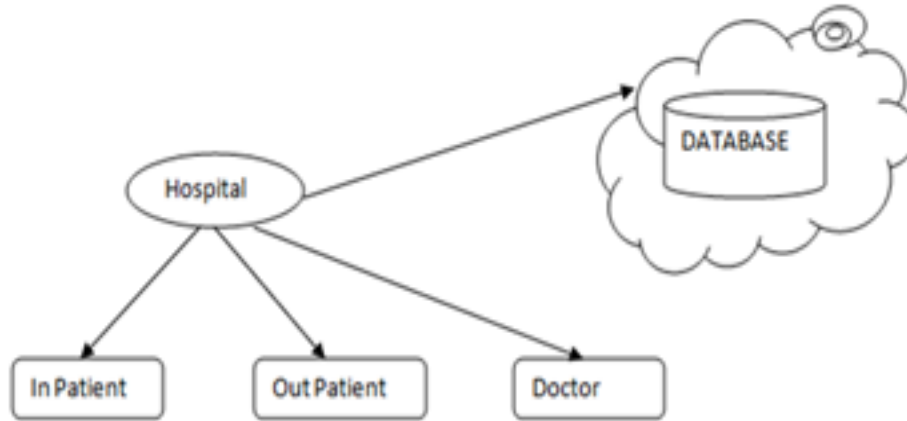 DATABASE
Hospital
In Patient
Out Patient
Doctor